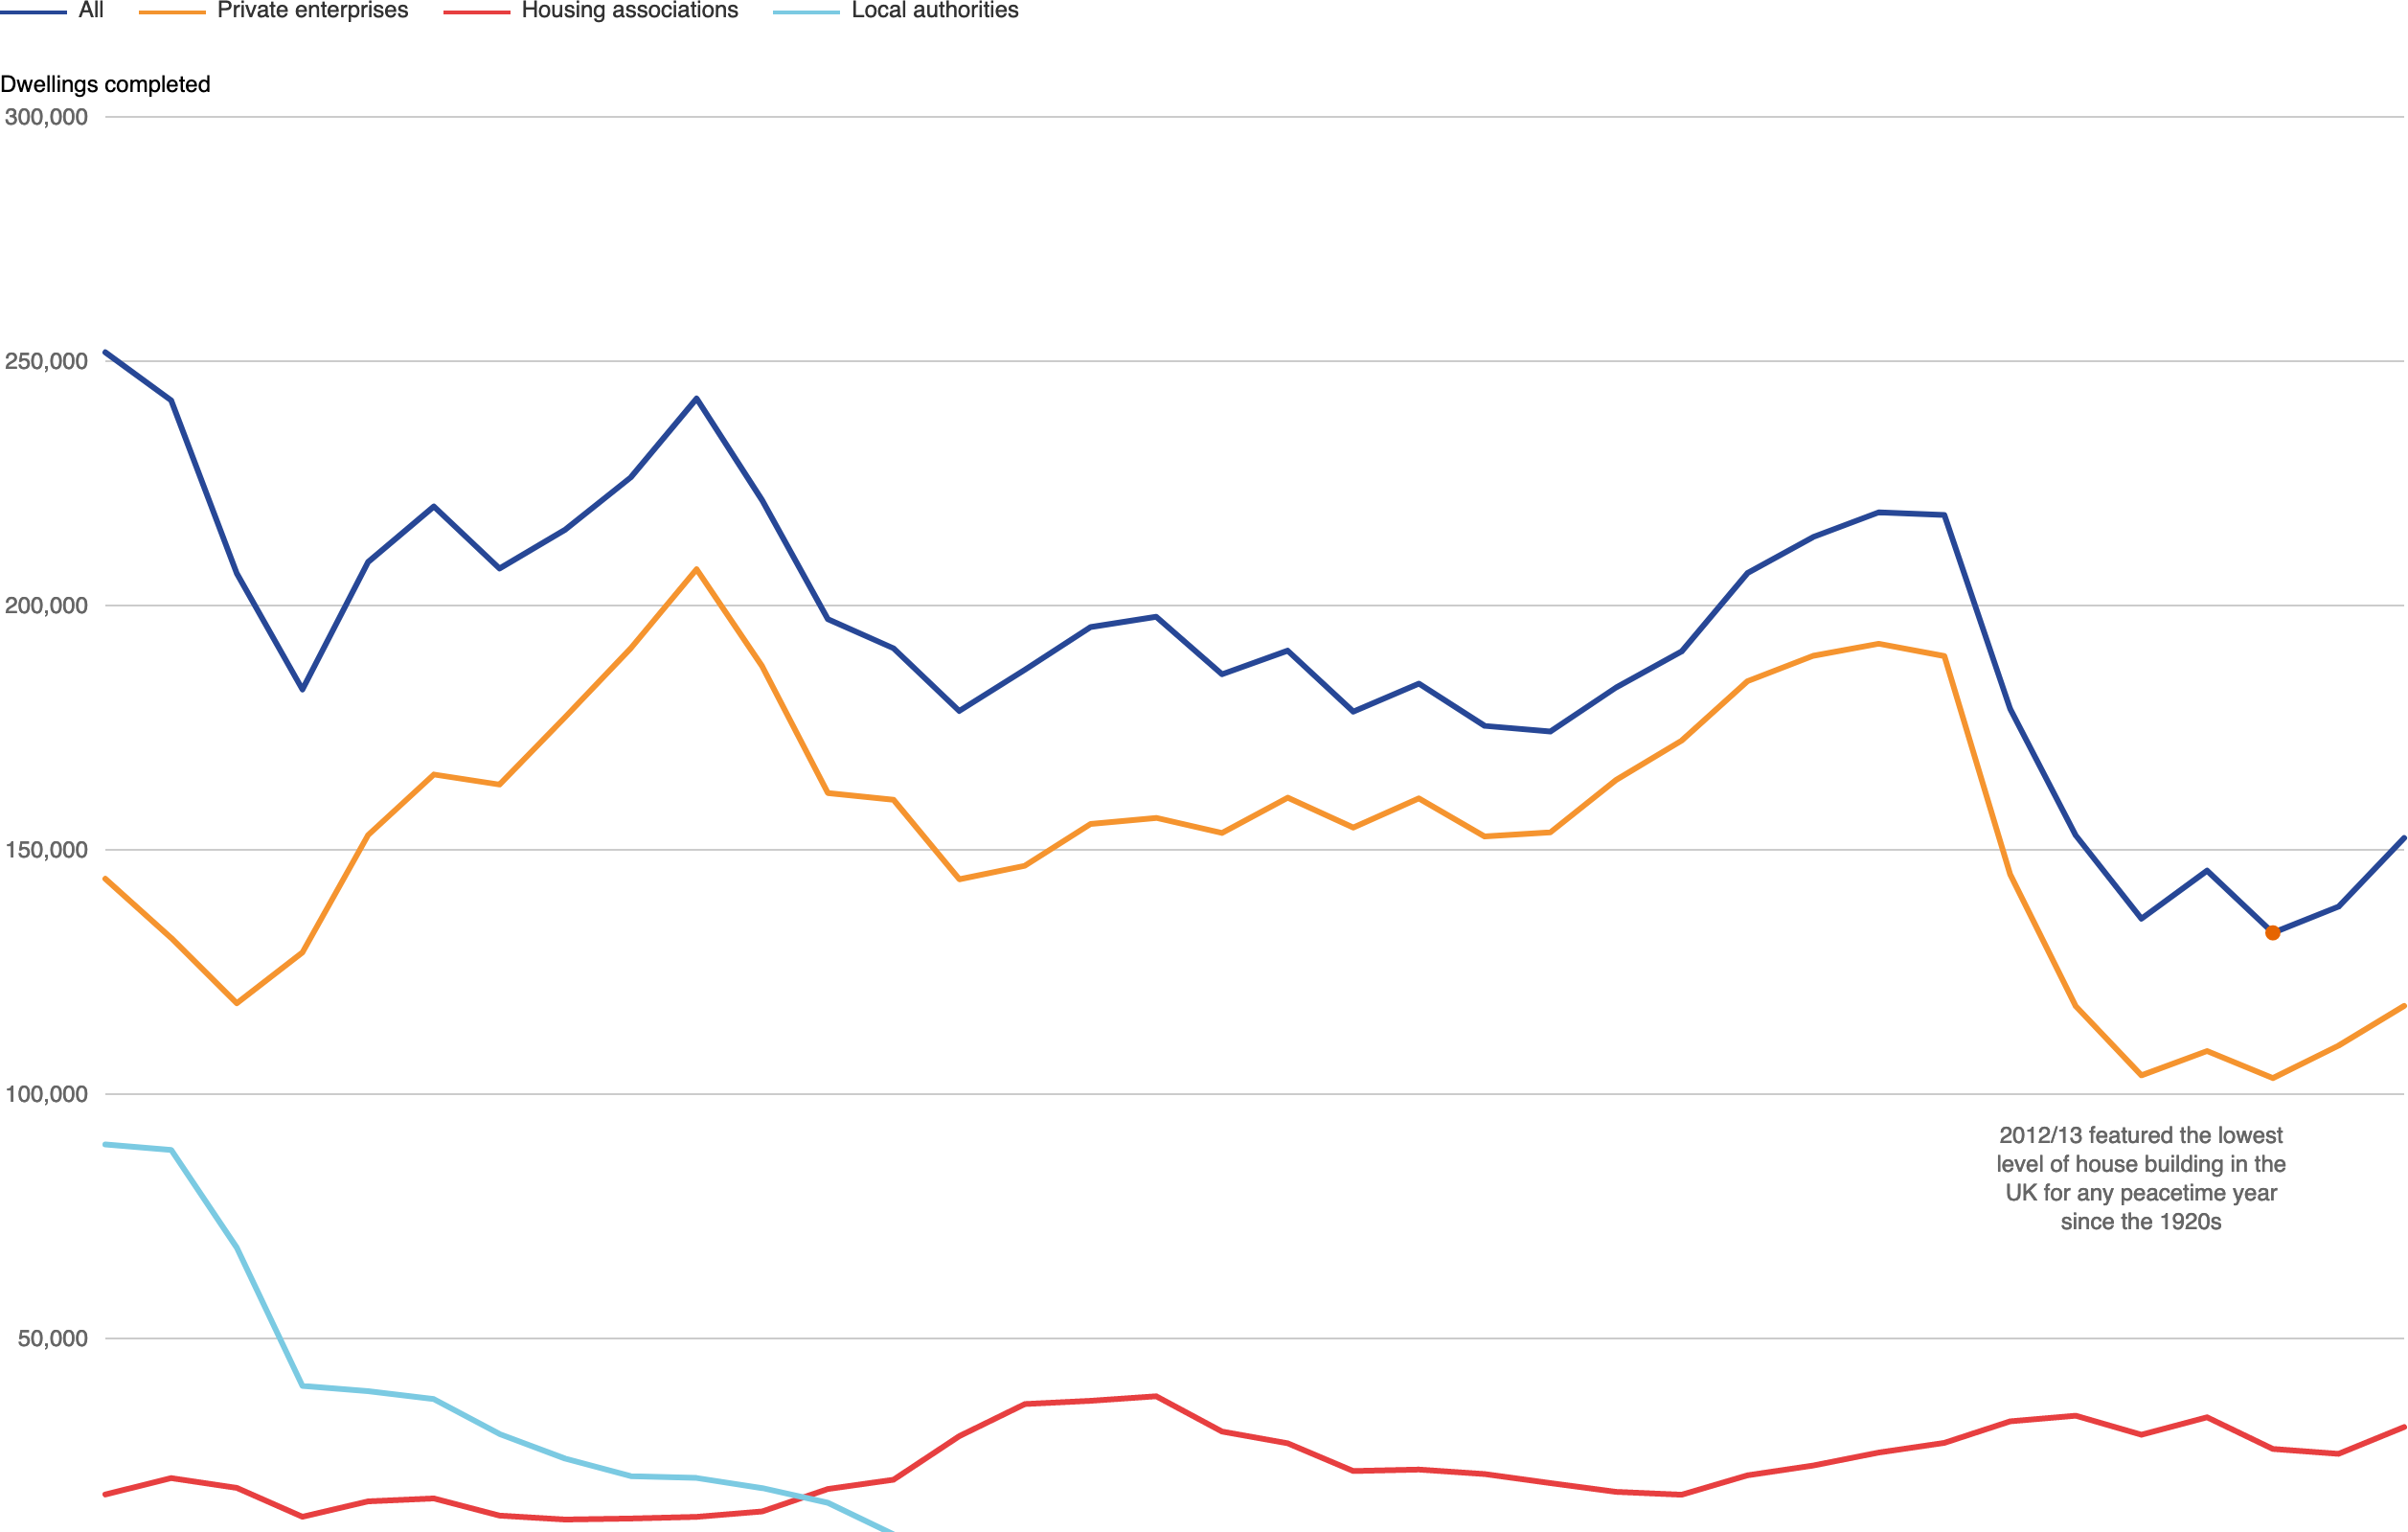 All Private enterprises Housing associations Local authorities
Dwellings completed
300,000
250,000
200,000
150,000
100,000
2012/13 featured the lowest
level of house building in the
UK for any peacetime year
since the 1920s
50,000